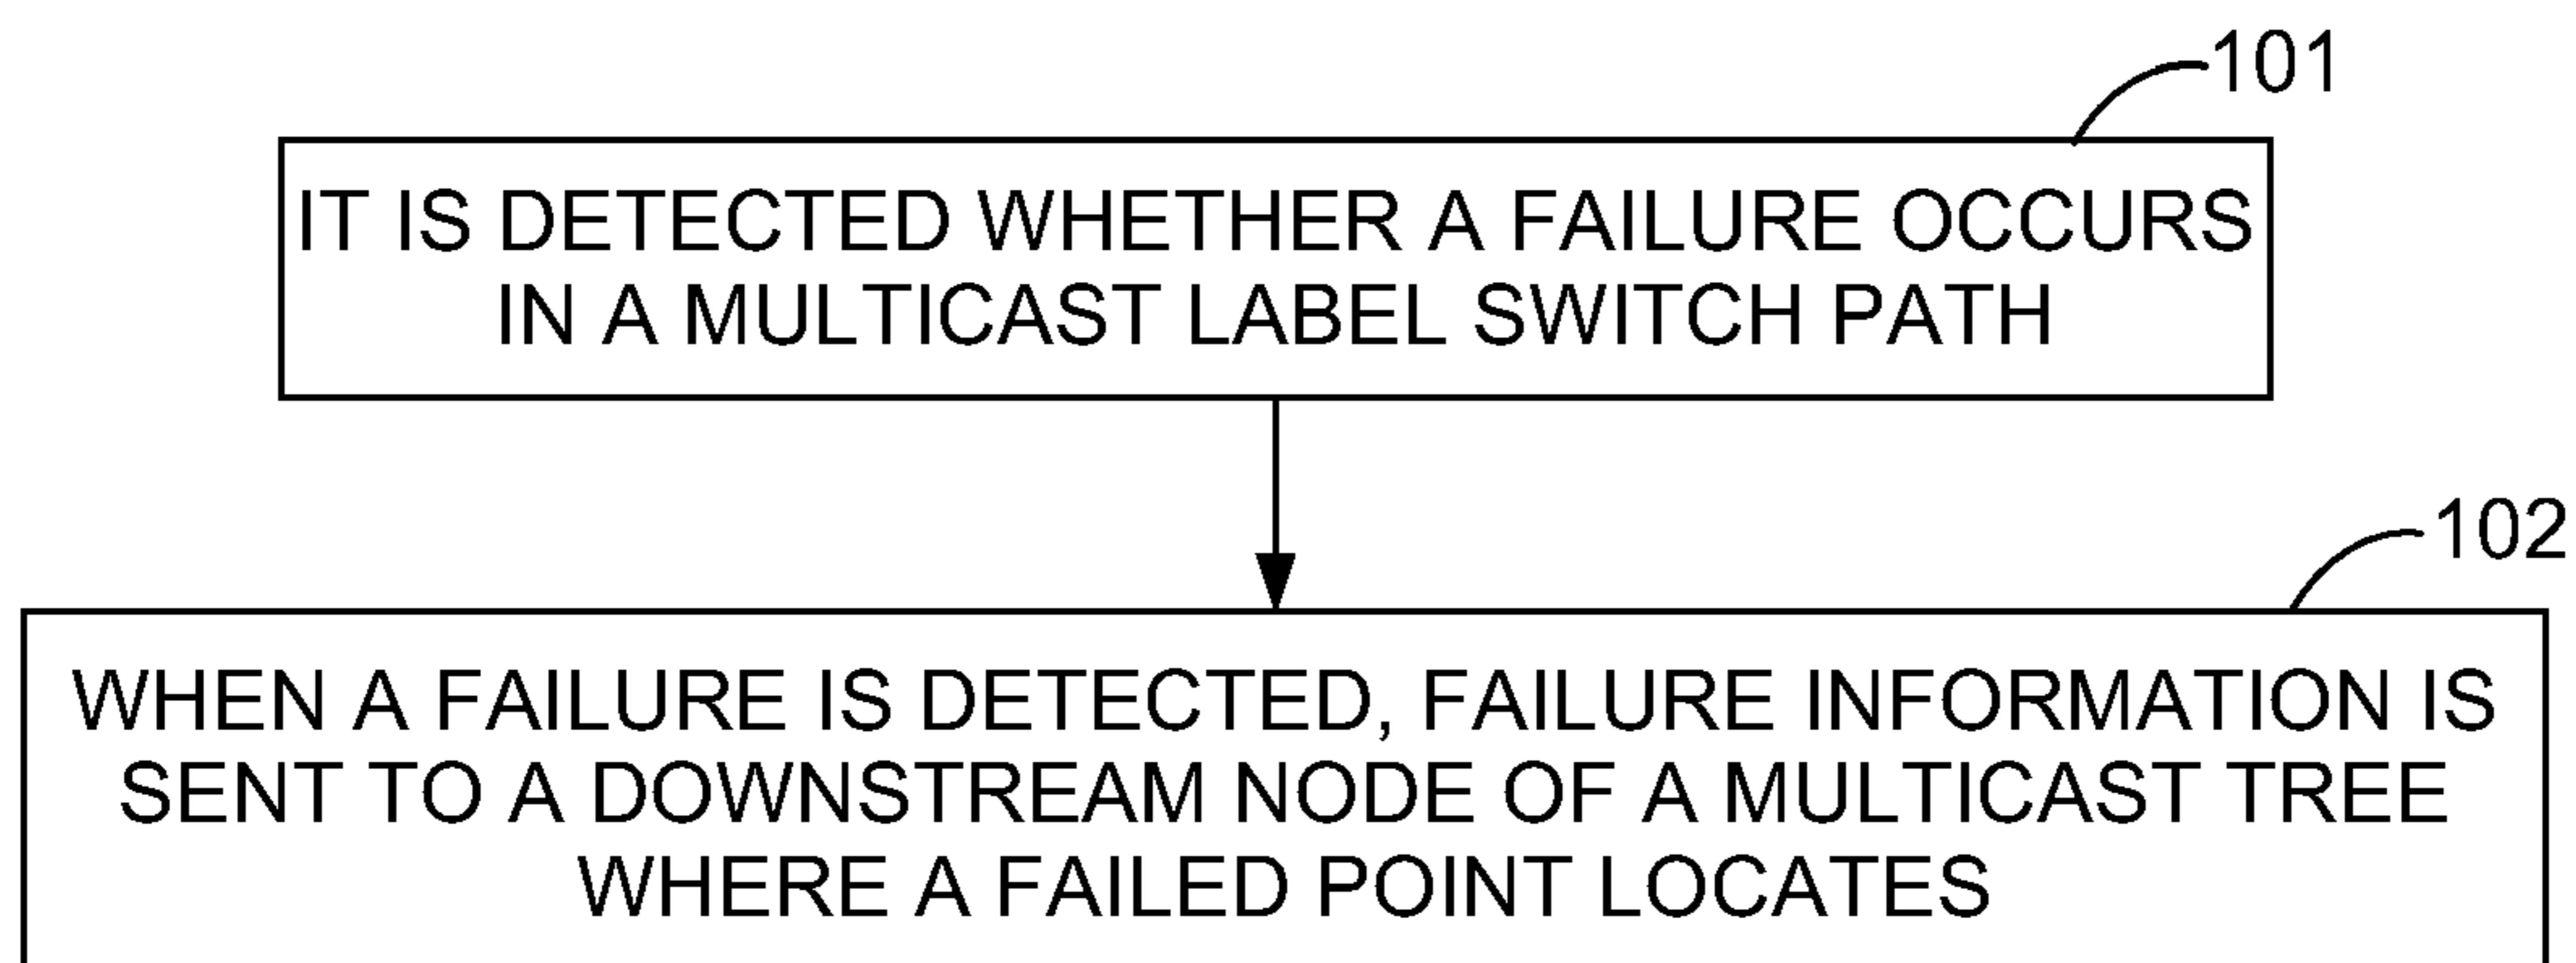 101
IT IS DETECTED WHETHER A FAILURE OCCURS
IN A MULTICAST LABEL SWITCH PATH
102
WHEN A FAILURE IS DETECTED, FAILURE INFORMATION IS
SENT TO A DOWNSTREAM NODE OF A MULTICAST TREE
WHERE A FAILED POINT LOCATES